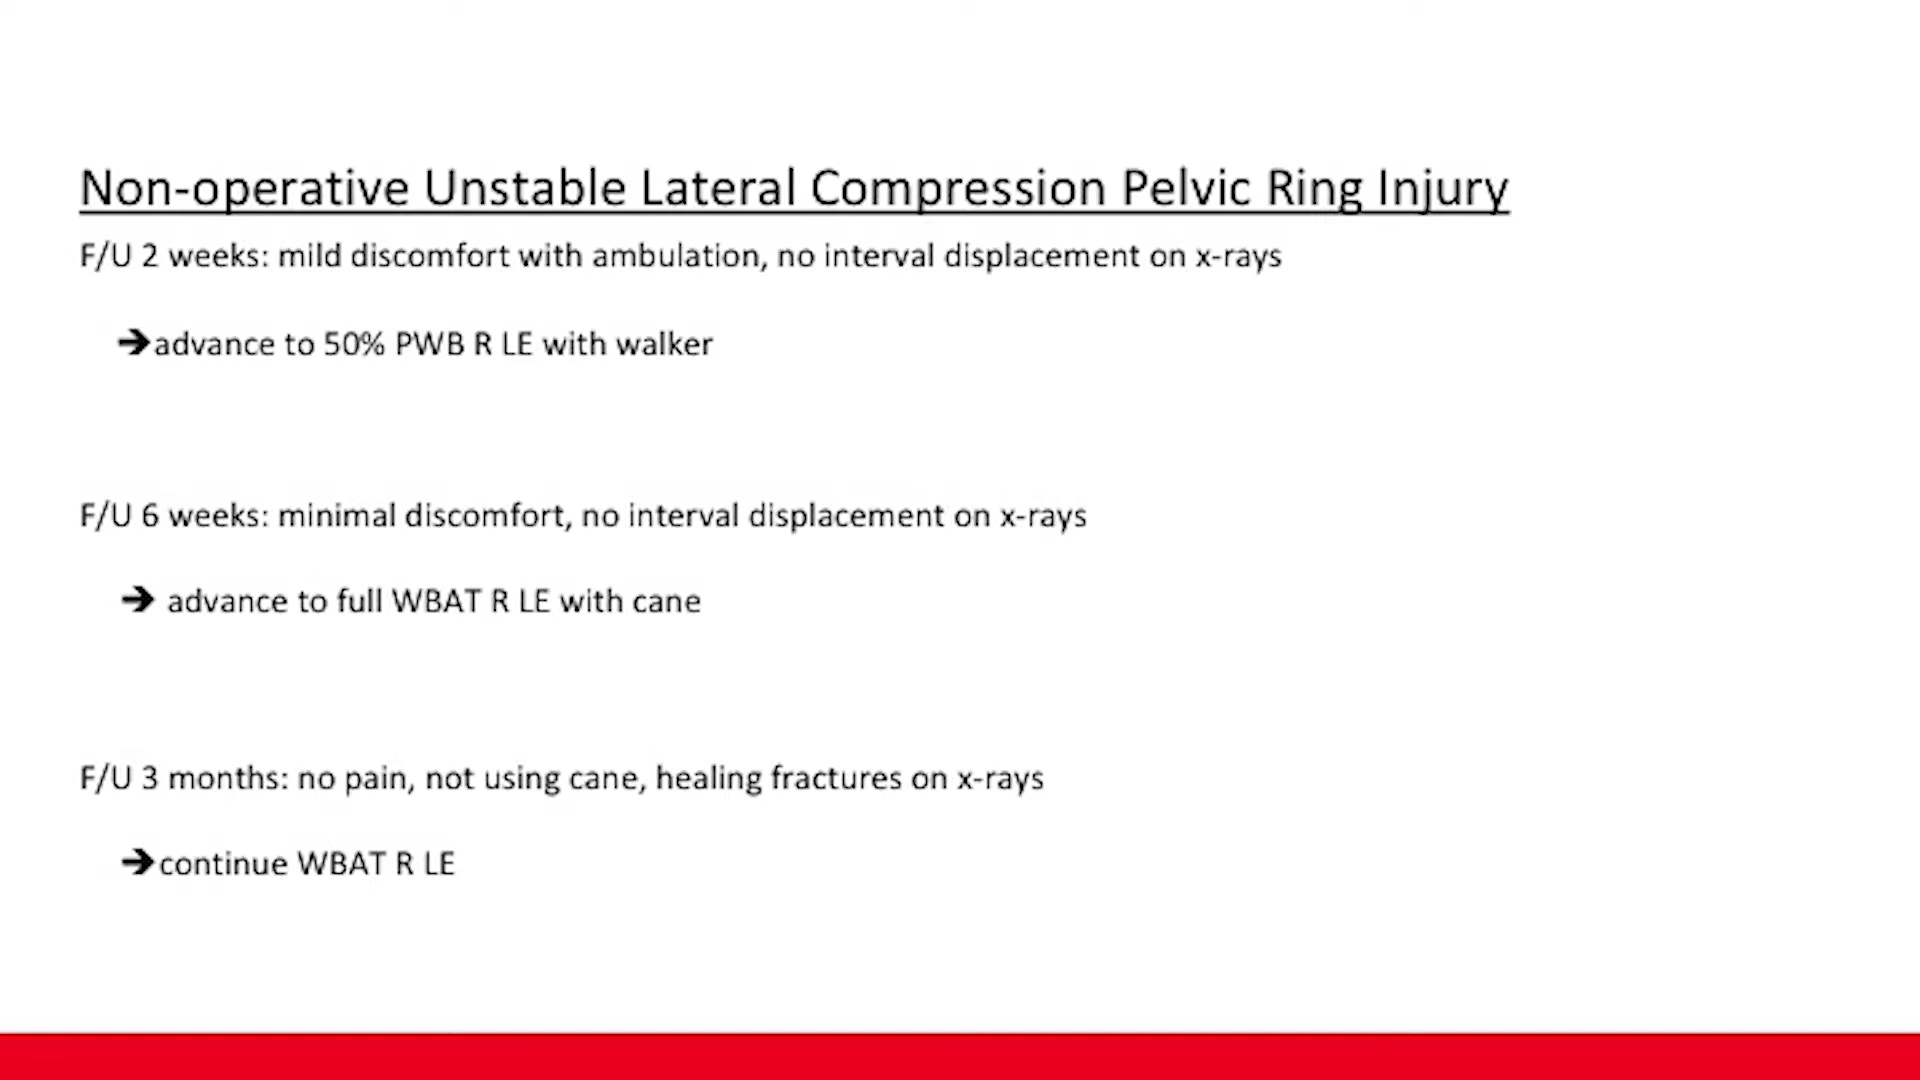 Non-operative Unstable Lateral Compression Pelvic Ring Injury
F/U 2 weeks: mild discomfort with ambulation, no interval displacement on x-rays
➔advance to 50% PWB R LE with walker
F/U 6 weeks: minimal discomfort, no interval displacement on x-rays
➔ advance to full WBAT R LE with cane
F/U 3 months: no pain, not using cane, healing fractures on x-rays
➔continue WBAT R LE